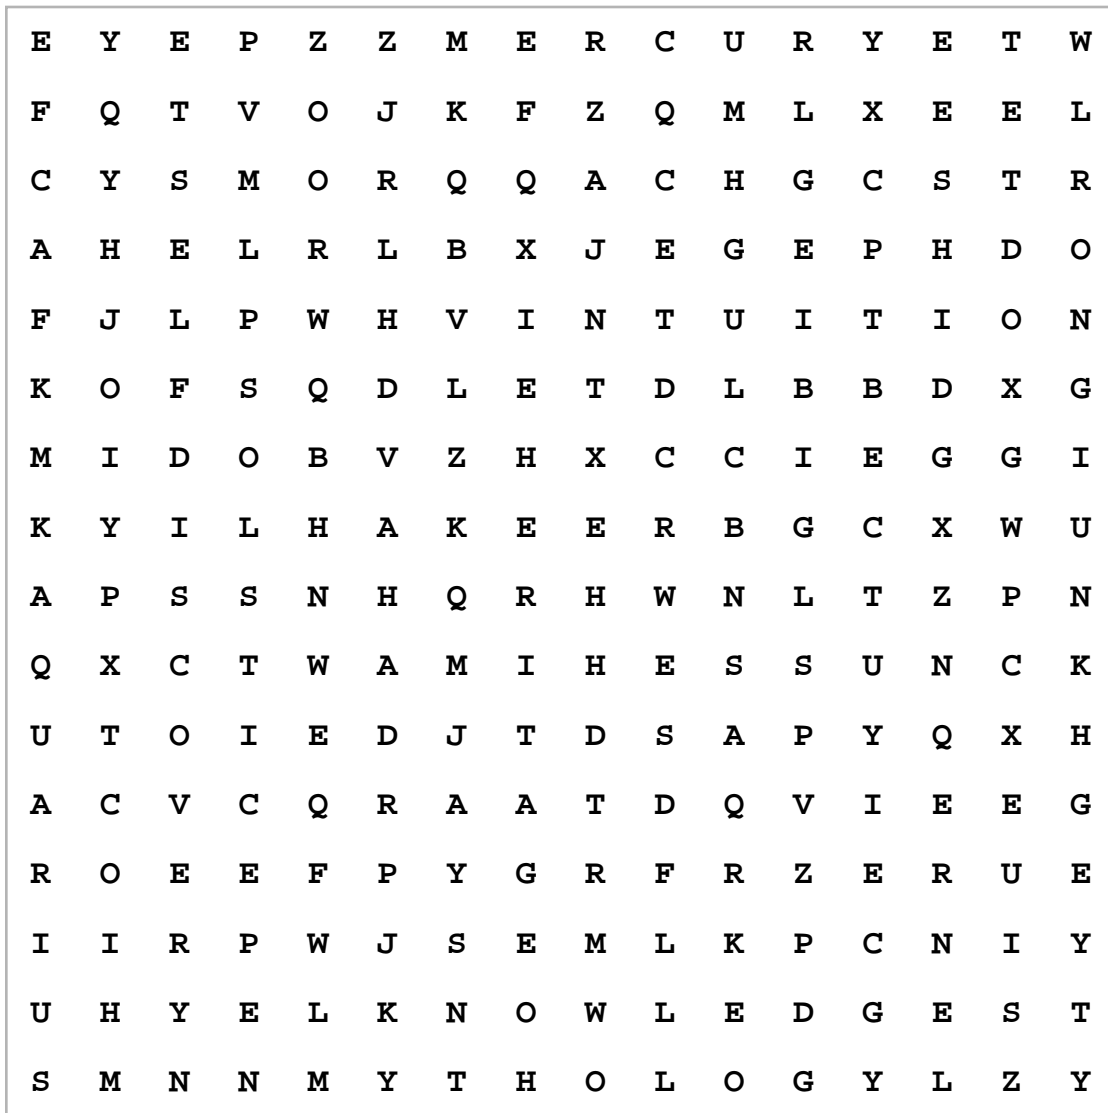 E Y E P Z Z M E R C U R Y E T W
F Q T V O J K F Z Q M L X E E L
C Y S M O R Q Q A C H G C S T R
A H E L R L B X J E G E P H D O
F J L P W H V I N T U I T I O N
K O F S Q D L E T D L B B D X G
M I D O B V Z H X C C I E G G I
K Y I L H A K E E R B G C X W U
A P S S N H Q R H W N L T Z P N
Q X C T W A M I H E S S U N C K
U T O I E D J T D S A P Y Q X H
A C V C Q R A A T D Q V I E E G
R O E E F P Y G R F R Z E R U E
I I R P W J S E M L K P C N I Y
U H Y E L K N O W L E D G E S T
S M N N M Y T H O L O G Y L Z Y